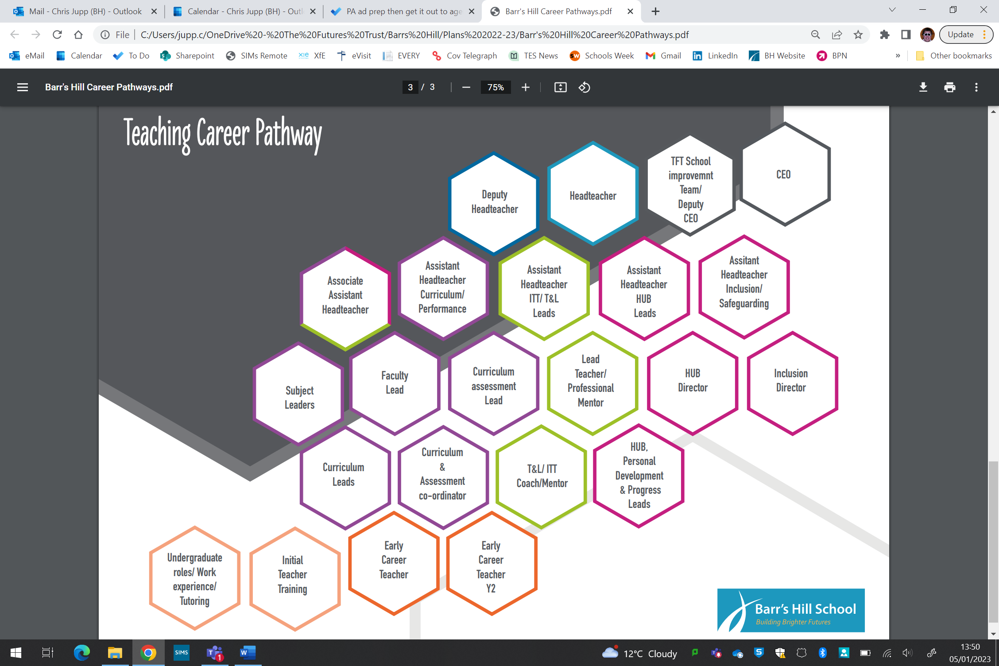 Mail - Chris Jupp (BH) - Outlook
Calendar - Chris Jupp (BH) - Outl
PA ad prep then get it out to age
Barr's Hill Career Pathways.pdf
File
C:/Users/jupp.c/OneDrive%20-%20The%20Futures%20Trust/Barrs%20Hill/Plans%202022-23/Barr's%20Hill%20Career%20Pathways.pdf
Update
eMail
Calendar
To Do
Sharepoint
SIMs Remote
XfE
eVisit
EVERY
Cov Telegraph
TES News
Schools Week
Gmail
LinkedIn
BH Website
BPN
»
Other bookmarks
Barr's Hill Career Pathways.pdf
3 / 3
75%
Teaching Career Pathway
Deputy
Headteacher
Headteacher
TFT School
improvemnt
Team/
Deputy
CEO
CEO
Associate
Assistant
Headteacher
Assistant
Headteacher
Curriculum/
Performance
Assistant
Headteacher
ITT/ T&L
Leads
Assistant
Headteacher
HUB
Leads
Assitant
Headteacher
Inclusion/
Safeguarding
Subject
Leaders
Faculty
Lead
Curriculum
assessment
Lead
Lead
Teacher/
Professional
Mentor
HUB
Director
Inclusion
Director
Curriculum
Leads
Curriculum
&
Assessment
co-ordinator
T&L/ ITT
Coach/Mentor
HUB,
Personal
Development
& Progress
Leads
Undergraduate
roles/ Work
experience/
Tutoring
Initial
Teacher
Training
Early
Career
Teacher
Early
Career
Teacher
Y2
Barr's Hill School
Building Brighter Futures
SIMS
1
12°C Cloudy
13:50
05/01/2023